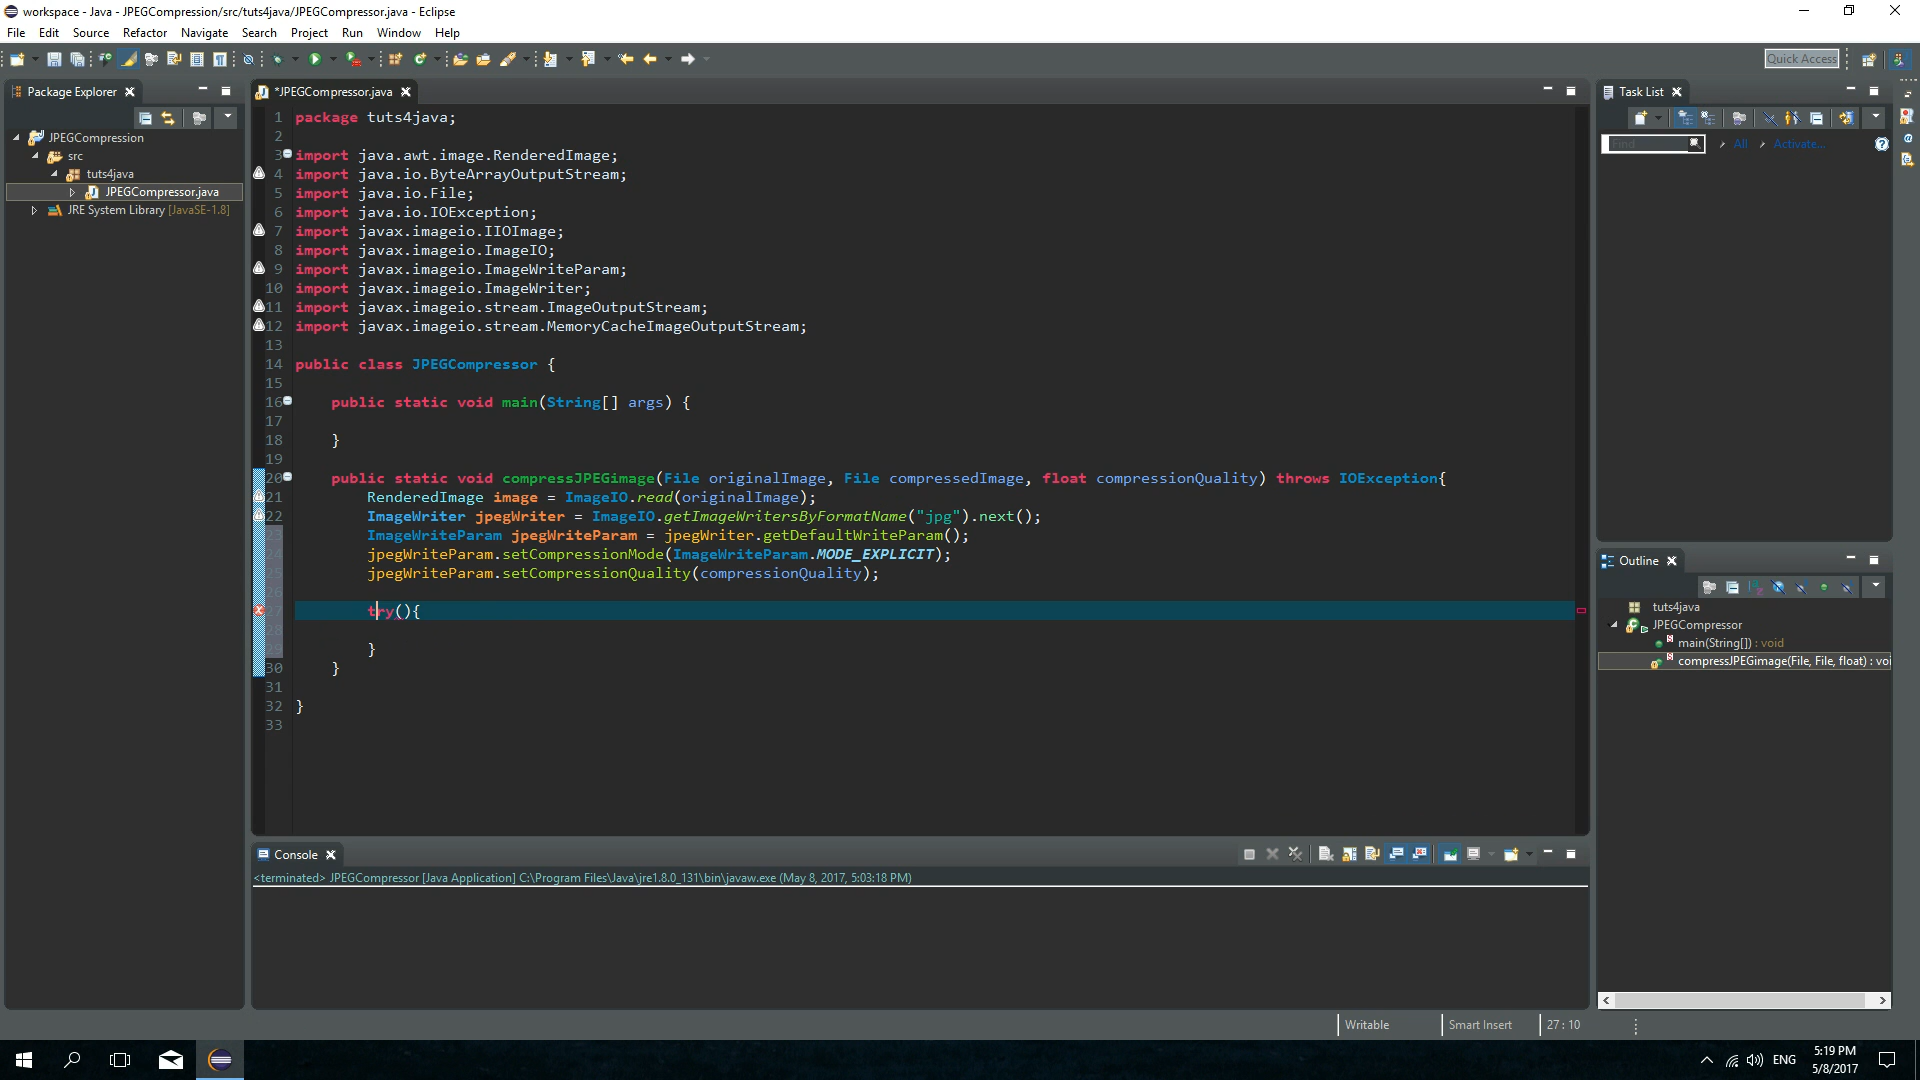 workspace - Java - JPEGCompression/src/tuts4java/JPEGCompressor.java - Eclipse
File Edit Source Refactor Navigate Search Project Run Window Help
Quick Access
Package Explorer
JPEGCompression
src
tuts4java
JPEGCompressor.java
JRE System Library [JavaSE-1.8]
*JPEGCompressor.java
1 package tuts4java;
2
3 import java.awt.image.RenderedImage;
4 import java.io.ByteArrayOutputStream;
5 import java.io.File;
6 import java.io.IOException;
7 import javax.imageio.IIOImage;
8 import javax.imageio.ImageIO;
9 import javax.imageio.ImageWriteParam;
10 import javax.imageio.ImageWriter;
11 import javax.imageio.stream.ImageOutputStream;
12 import javax.imageio.stream.MemoryCacheImageOutputStream;
13
14 public class JPEGCompressor {
15
16 public static void main(String[] args) {
17
18 }
19
20 public static void compressJPEGimage(File originalImage, File compressedImage, float compressionQuality) throws IOException{
21 RenderedImage image = ImageIO.read(originalImage);
22 ImageWriter jpegWriter = ImageIO.getImageWritersByFormatName("jpg").next();
23 ImageWriteParam jpegWriteParam = jpegWriter.getDefaultWriteParam();
24 jpegWriteParam.setCompressionMode(ImageWriteParam.MODE_EXPLICIT);
25 jpegWriteParam.setCompressionQuality(compressionQuality);
26
27 try(){
28
29 }
30 }
31
32 }
33
Task List
Find
All
Activate...
Outline
tuts4java
JPEGCompressor
main(String[]) : void
compressJPEGimage(File, File, float) : voi
Console
<terminated> JPEGCompressor [Java Application] C:\Program Files\Java\jre1.8.0_131\bin\javaw.exe (May 8, 2017, 5:03:18 PM)
Writable
Smart Insert
27 : 10
ENG
5:19 PM
5/8/2017